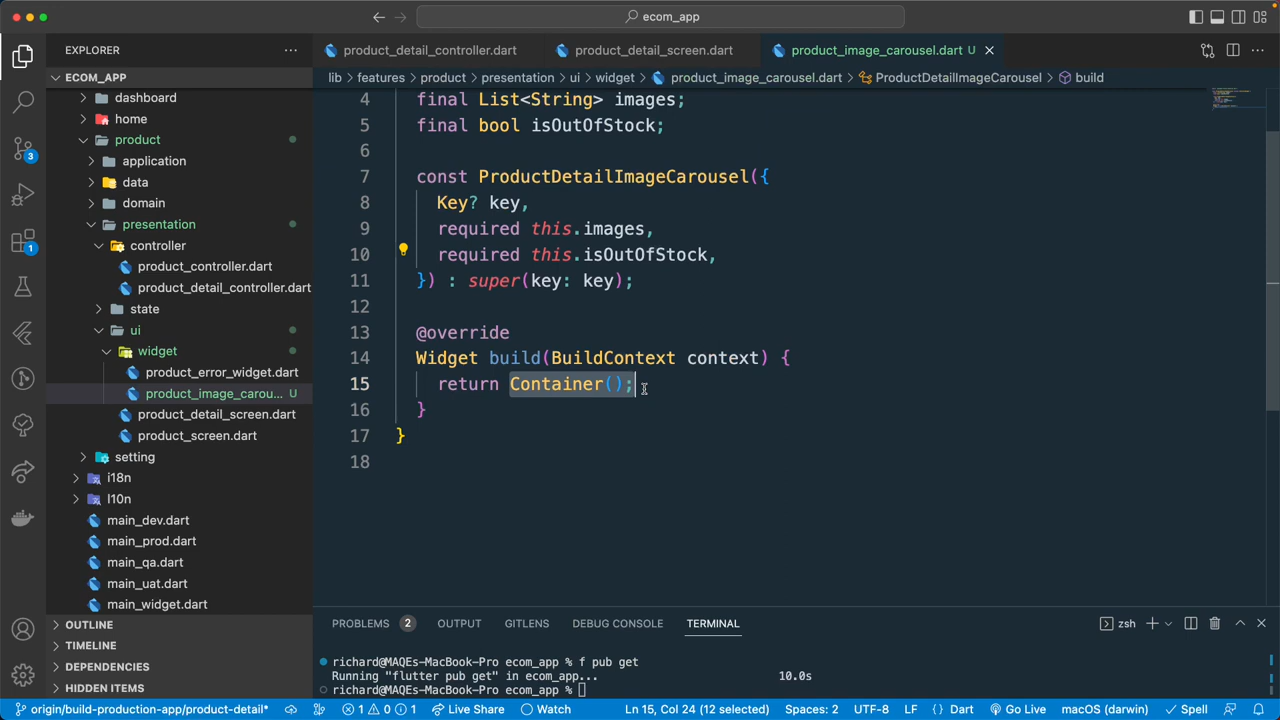 ecom_app
EXPLORER
product_detail_controller.dart
product_detail_screen.dart
product_image_carousel.dart U
ECOM_APP
lib > features > product > presentation > ui > widget > product_image_carousel.dart > ProductDetailImageCarousel > build
dashboard
home
product
application
data
domain
presentation
controller
product_controller.dart
product_detail_controller.dart
state
ui
widget
product_error_widget.dart
product_image_carou... U
product_detail_screen.dart
product_screen.dart
setting
i18n
l10n
main_dev.dart
main_prod.dart
main_qa.dart
main_uat.dart
main_widget.dart
OUTLINE
TIMELINE
DEPENDENCIES
HIDDEN ITEMS
3
1
4 final List<String> images;
5 final bool isOutOfStock;
6
7 const ProductDetailImageCarousel({
8 Key? key,
9 required this.images,
10 required this.isOutOfStock,
11 }) : super(key: key);
12
13 @override
14 Widget build(BuildContext context) {
15 return Container();
16 }
17 }
18
PROBLEMS 2 OUTPUT GITLENS DEBUG CONSOLE TERMINAL zsh
richard@MAQEs-MacBook-Pro ecom_app % f pub get
Running "flutter pub get" in ecom_app... 10.0s
richard@MAQEs-MacBook-Pro ecom_app %
origin/build-production-app/product-detail* 1 0 1 Live Share Watch Ln 15, Col 24 (12 selected) Spaces: 2 UTF-8 LF {} Dart Go Live macOS (darwin) Spell